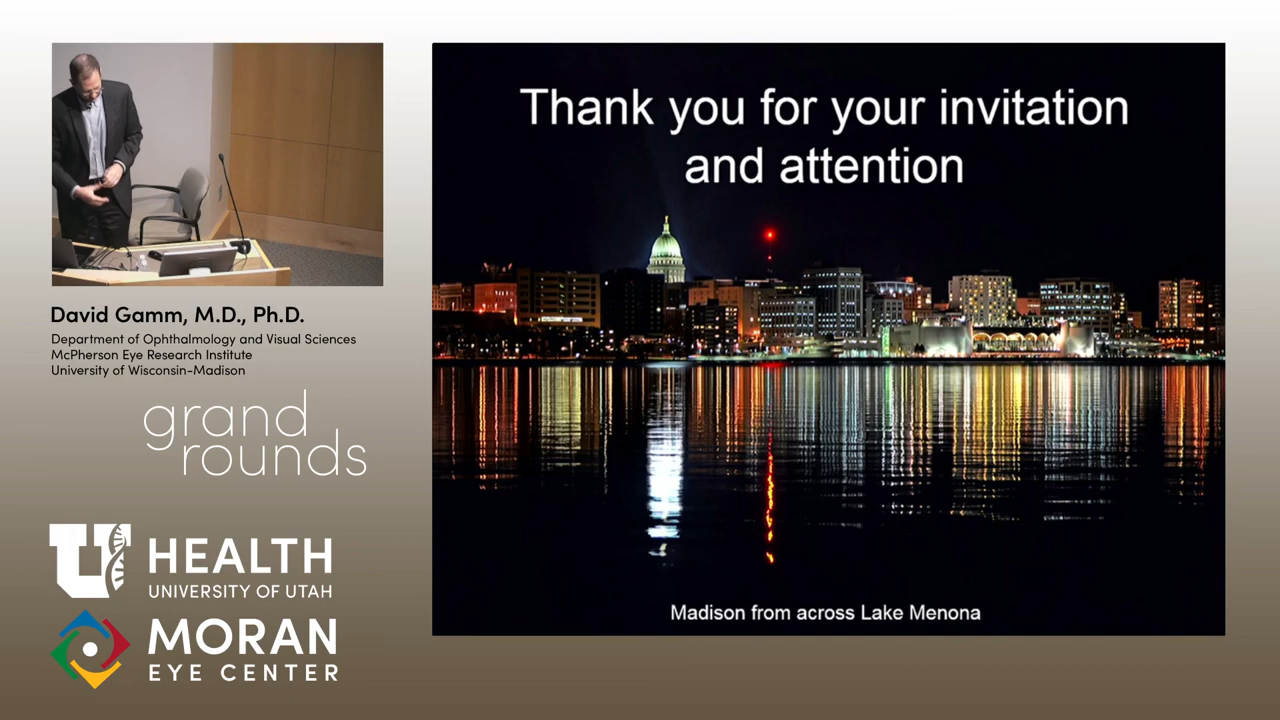 Thank you for your invitation
and attention
Madison from across Lake Menona
David Gamm, M.D., Ph.D.
Department of Ophthalmology and Visual Sciences
McPherson Eye Research Institute
University of Wisconsin-Madison
grand
rounds
U HEALTH
UNIVERSITY OF UTAH
MORAN
EYE CENTER